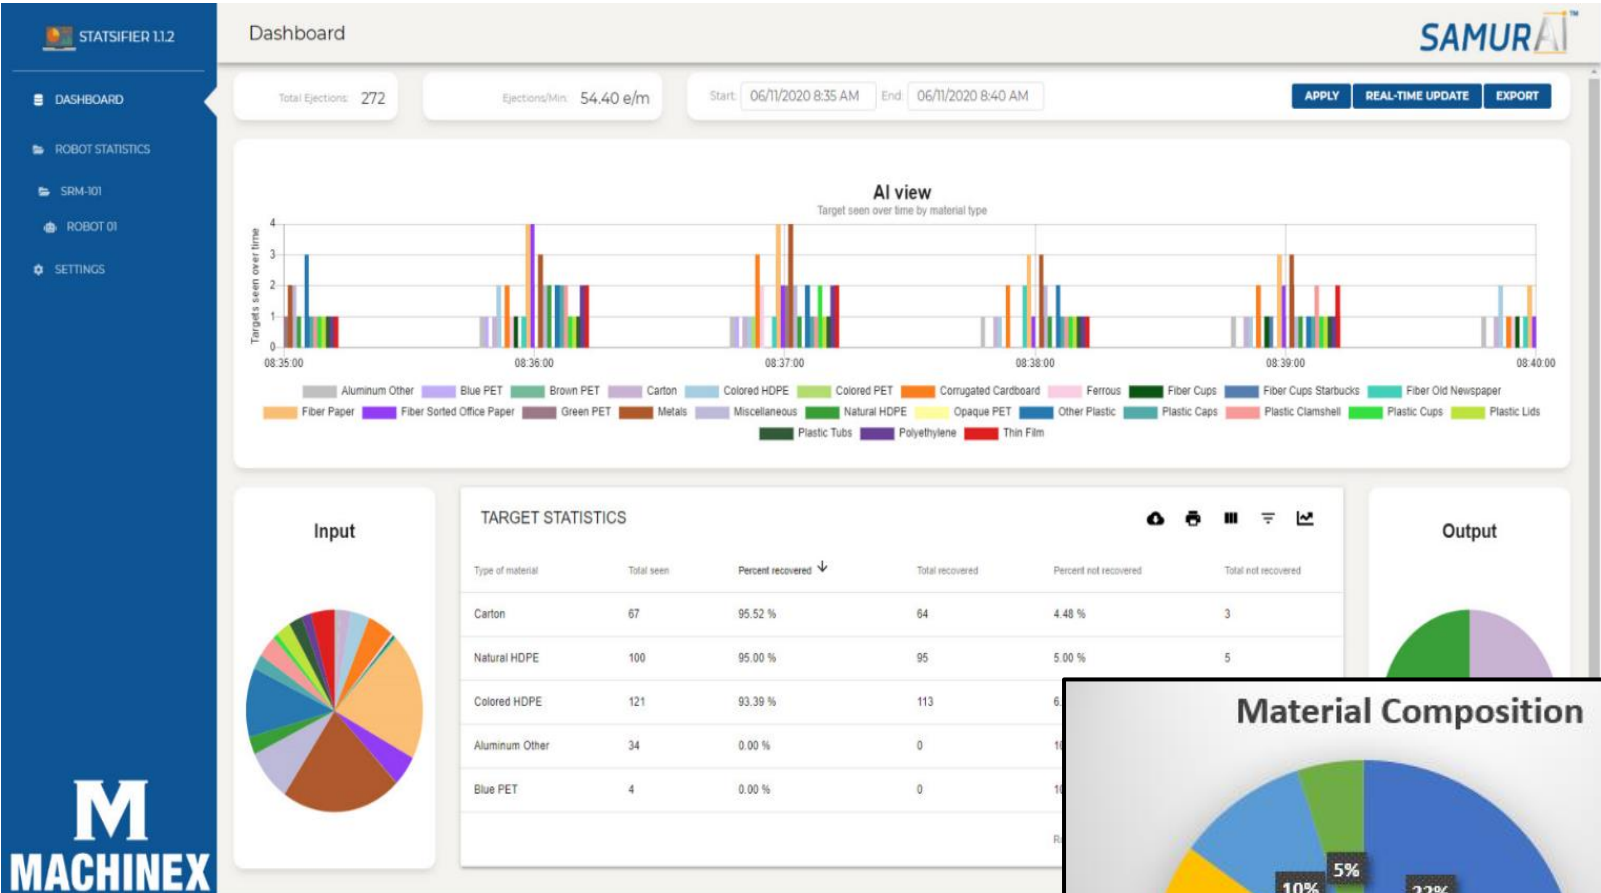 STATSIFIER 1.1.2
Dashboard
SAMURAI™
DASHBOARD
Total Ejections: 272
Ejections/Min: 54.40 e/m
Start: 06/11/2020 8:35 AM End: 06/11/2020 8:40 AM
APPLY REAL-TIME UPDATE EXPORT
ROBOT STATISTICS
SRM-101
ROBOT 01
SETTINGS
AI view
Target seen over time by material type
Targets seen over time
4
3
2
1
0
08:35:00 08:36:00 08:37:00 08:38:00 08:39:00 08:40:00
Aluminum Other Blue PET Brown PET Carton Colored HDPE Colored PET Corrugated Cardboard Ferrous Fiber Cups Fiber Cups Starbucks Fiber Old Newspaper
Fiber Paper Fiber Sorted Office Paper Green PET Metals Miscellaneous Natural HDPE Opaque PET Other Plastic Plastic Caps Plastic Clamshell Plastic Cups Plastic Lids
Plastic Tubs Polyethylene Thin Film
Input
TARGET STATISTICS
Output
Type of material Total seen Percent recovered Total recovered Percent not recovered Total not recovered
Carton 67 95.52 % 64 4.48 % 3
Natural HDPE 100 95.00 % 95 5.00 % 5
Colored HDPE 121 93.39 % 113 6.
Aluminum Other 34 0.00 % 0 10
Blue PET 4 0.00 % 0 10
Material Composition
5%
10% 22%
M
MACHINEX